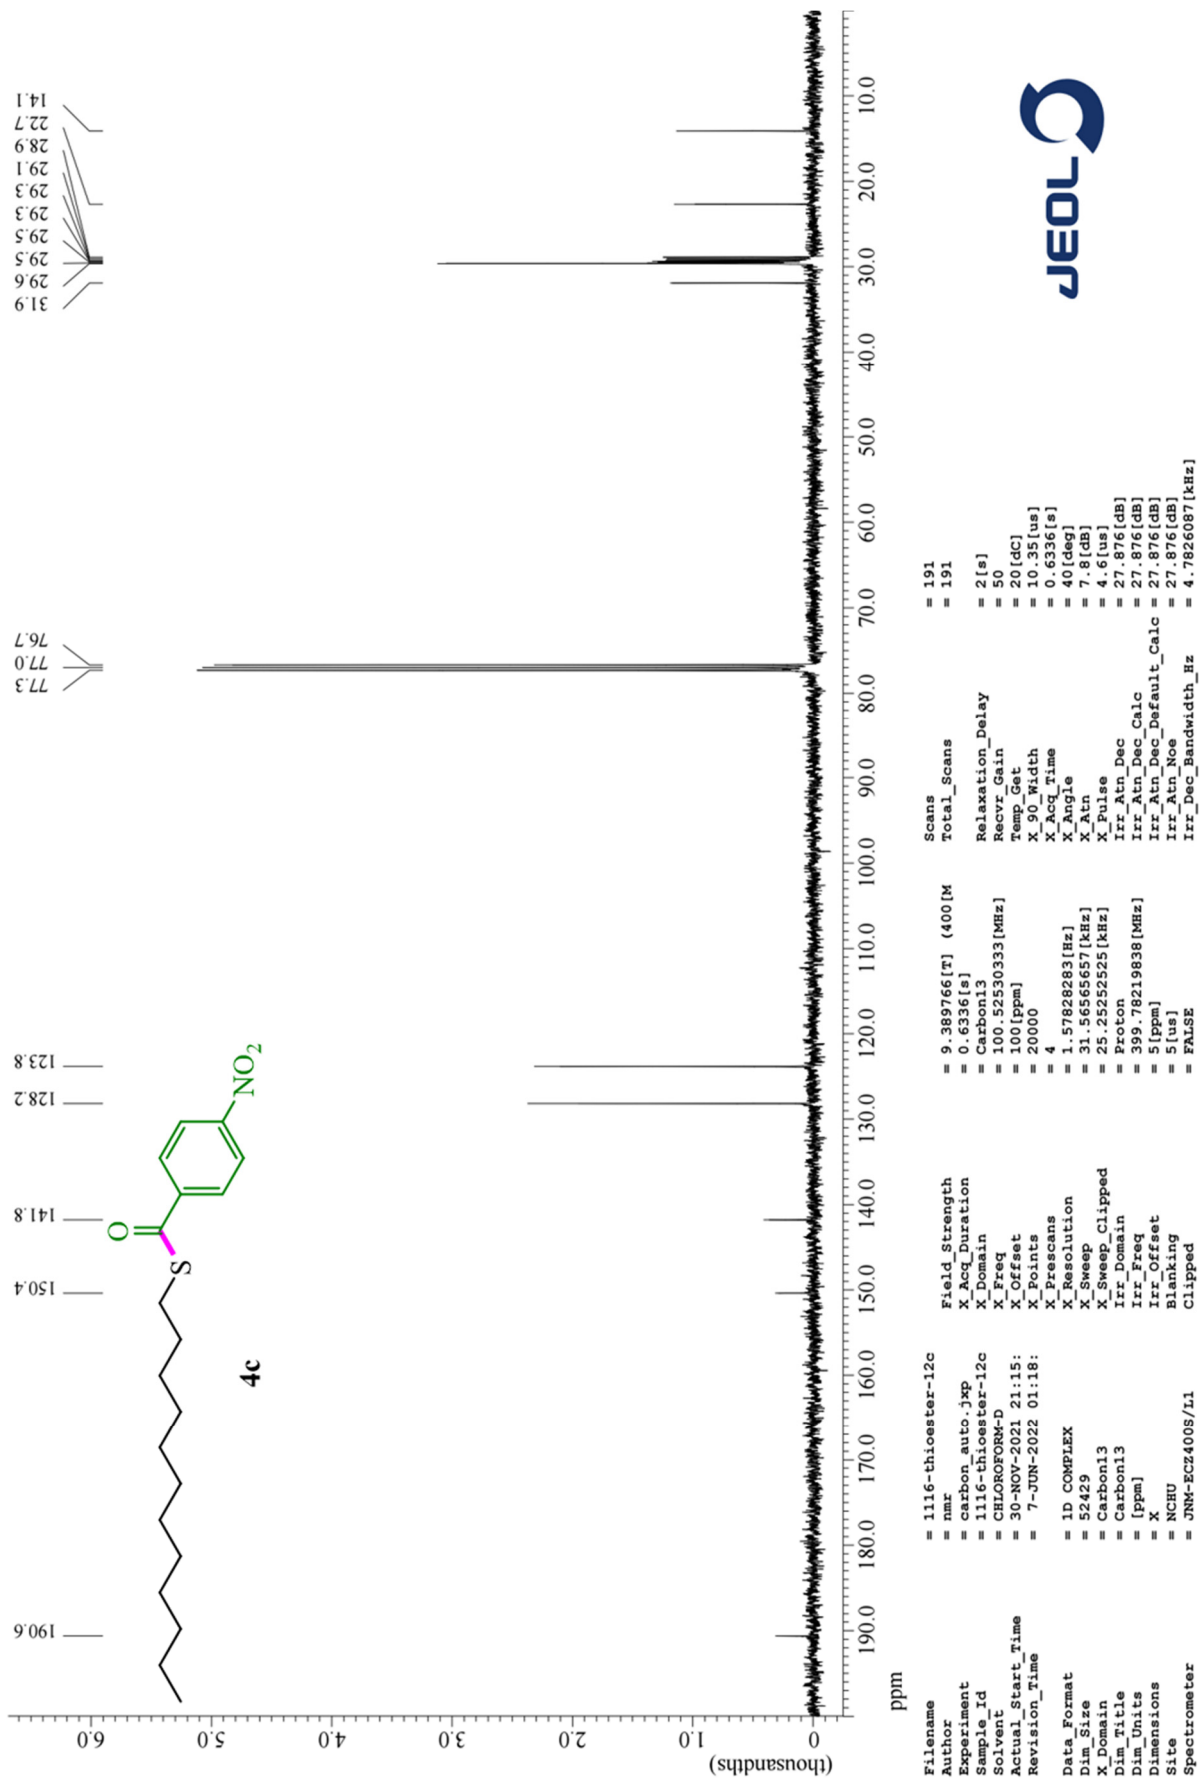 190.6
150.4
141.8
128.2
123.8
77.3
77.0
76.7
31.9
29.6
29.5
29.5
29.3
29.3
29.1
28.9
22.7
14.1
O
S
NO2
4c
(thousandths)
6.0
5.0
4.0
3.0
2.0
1.0
0
190.0
180.0
170.0
160.0
150.0
140.0
130.0
120.0
110.0
100.0
90.0
80.0
70.0
60.0
50.0
40.0
30.0
20.0
10.0
ppm
JEOL
Filename = 1116-thioester-12c
Author = nmr
Experiment = carbon_auto.jxp
Sample_Id = 1116-thioester-12c
Solvent = CHLOROFORM-D
Actual_Start_Time = 30-NOV-2021 21:15:
Revision_Time = 7-JUN-2022 01:18:
Data_Format = 1D COMPLEX
Dim_Size = 52429
X_Domain = Carbon13
Dim_Title = Carbon13
Dim_Units = [ppm]
Dimensions = X
Site = NCHU
Spectrometer = JNM-ECZ400S/L1
Field_Strength = 9.389766[T] (400[M
X_Acq_Duration = 0.6336[s]
X_Domain = Carbon13
X_Freq = 100.52530333[MHz]
X_Offset = 100[ppm]
X_Points = 20000
X_Prescans = 4
X_Resolution = 1.57828283[Hz]
X_Sweep = 31.56565657[kHz]
X_Sweep_Clipped = 25.25252525[kHz]
Irr_Domain = Proton
Irr_Freq = 399.78219838[MHz]
Irr_Offset = 5[ppm]
Blanking = 5[us]
Clipped = FALSE
Scans = 191
Total_Scans = 191
Relaxation_Delay = 2[s]
Recvr_Gain = 50
Temp_Get = 20[dC]
X_90_Width = 10.35[us]
X_Acq_Time = 0.6336[s]
X_Angle = 40[deg]
X_Atn = 7.8[dB]
X_Pulse = 4.6[us]
Irr_Atn_Dec = 27.876[dB]
Irr_Atn_Dec_Calc = 27.876[dB]
Irr_Atn_Dec_Default_Calc = 27.876[dB]
Irr_Atn_Noe = 27.876[dB]
Irr_Dec_Bandwidth_Hz = 4.7826087[kHz]